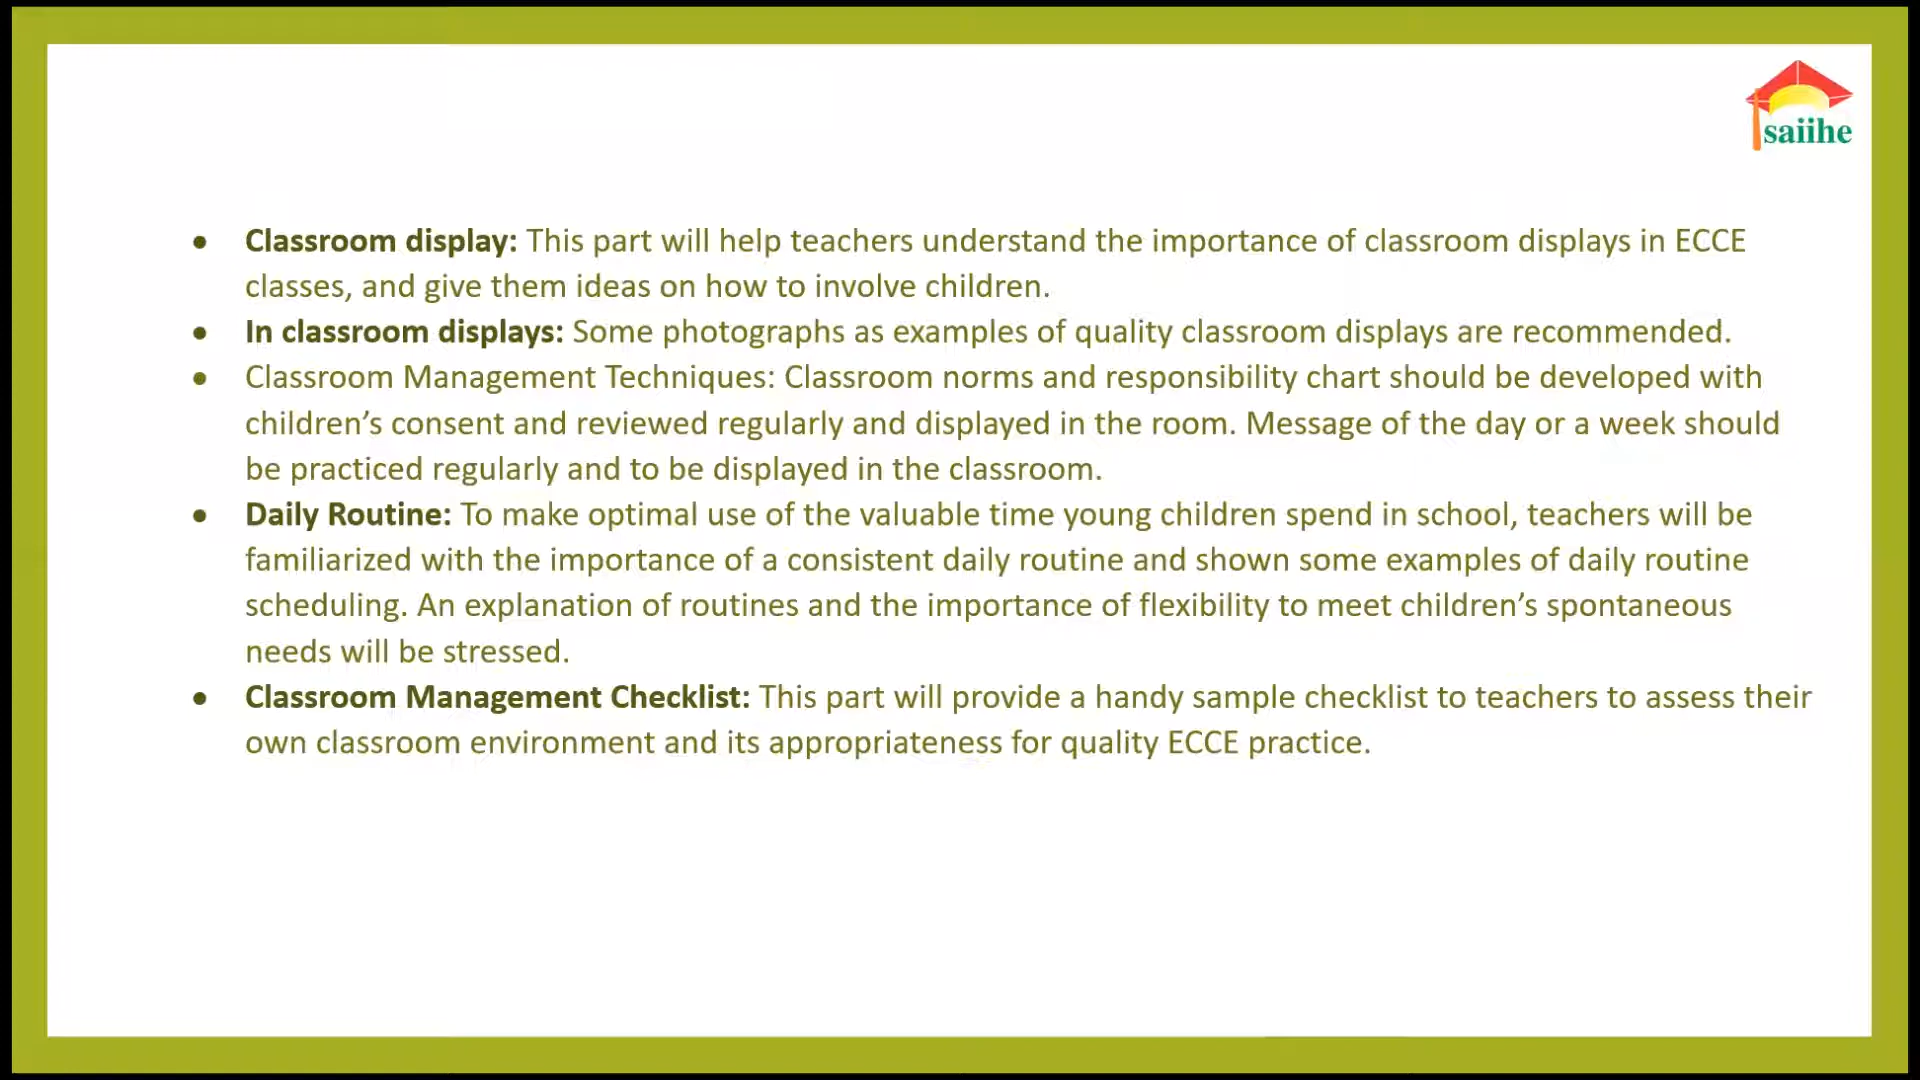 saiihe
• Classroom display: This part will help teachers understand the importance of classroom displays in ECCE
classes, and give them ideas on how to involve children.
• In classroom displays: Some photographs as examples of quality classroom displays are recommended.
• Classroom Management Techniques: Classroom norms and responsibility chart should be developed with
children’s consent and reviewed regularly and displayed in the room. Message of the day or a week should
be practiced regularly and to be displayed in the classroom.
• Daily Routine: To make optimal use of the valuable time young children spend in school, teachers will be
familiarized with the importance of a consistent daily routine and shown some examples of daily routine
scheduling. An explanation of routines and the importance of flexibility to meet children’s spontaneous
needs will be stressed.
• Classroom Management Checklist: This part will provide a handy sample checklist to teachers to assess their
own classroom environment and its appropriateness for quality ECCE practice.